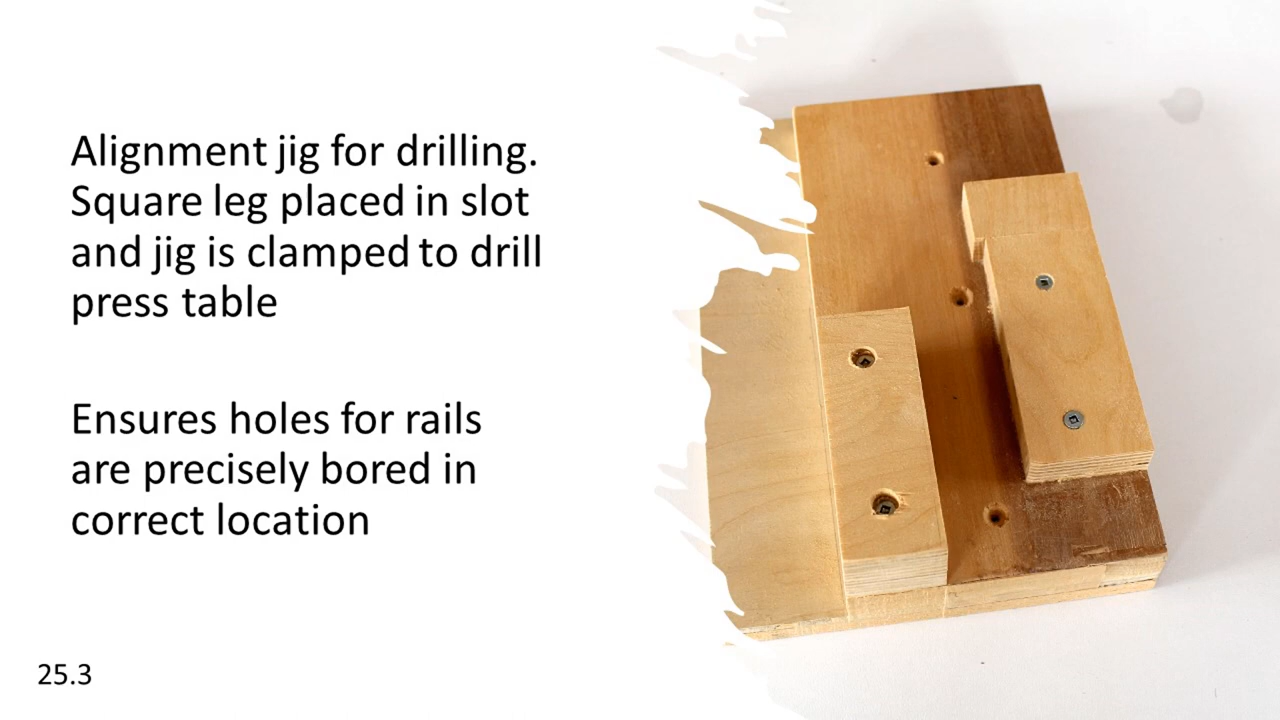 Alignment jig for drilling.
Square leg placed in slot
and jig is clamped to drill
press table
Ensures holes for rails
are precisely bored in
correct location
25.3